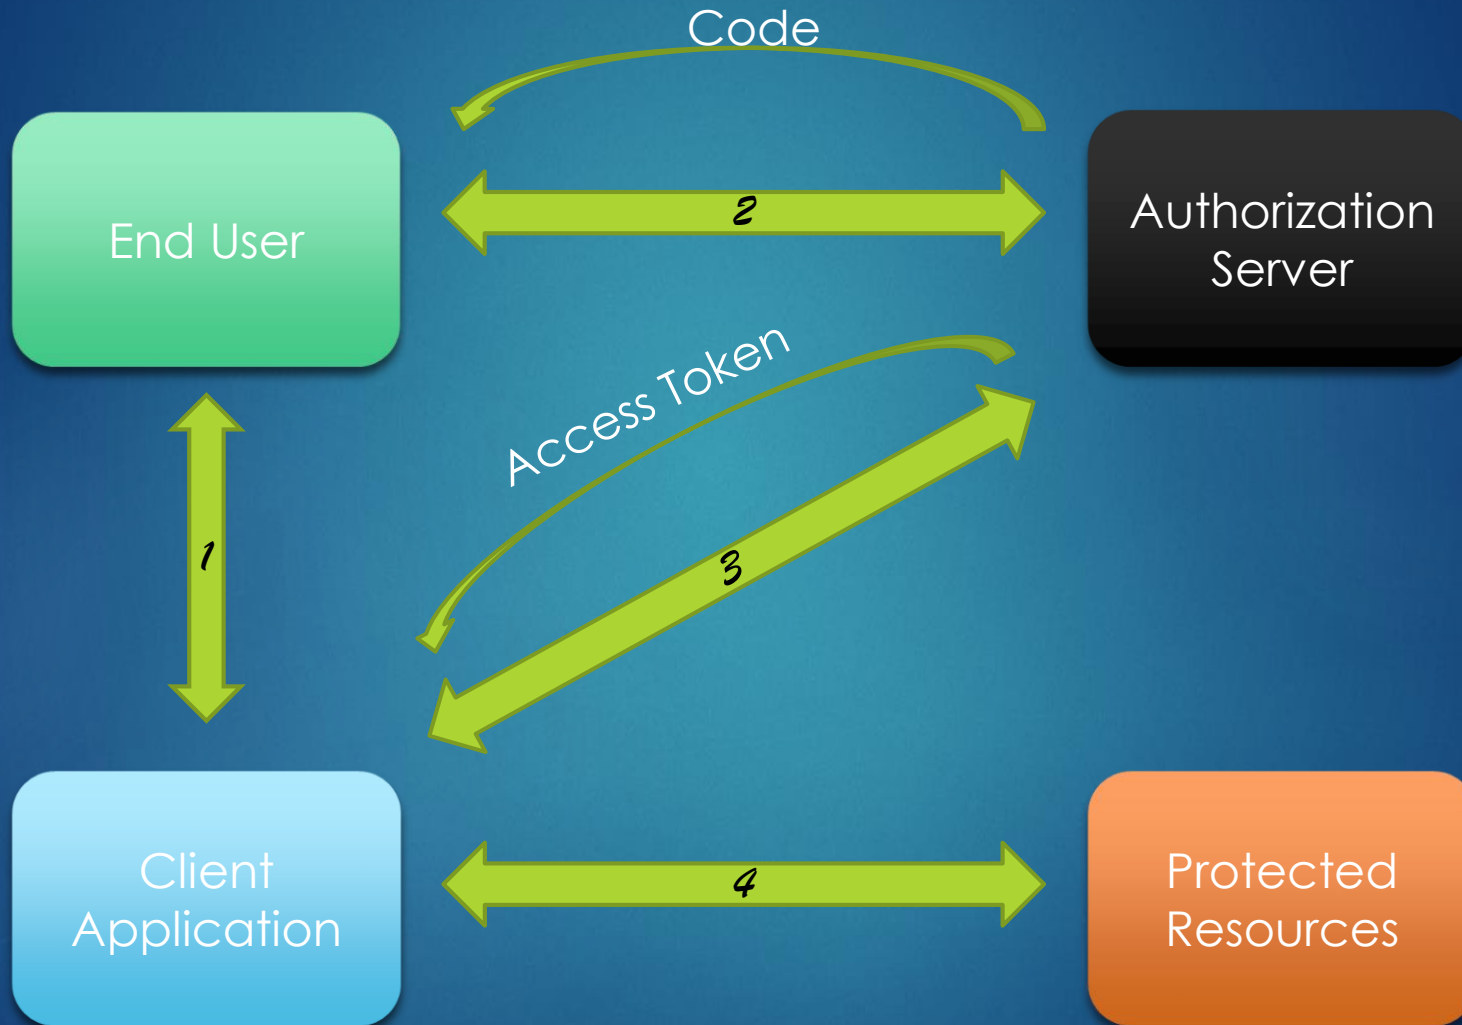 Code
End User
2
Authorization
Server
Access Token
1
3
Client
Application
4
Protected
Resources